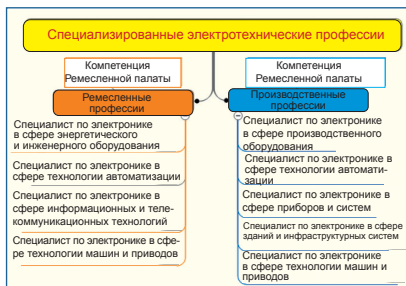 Специализированные электротехнические профессии
Компетенция
Ремесленной палаты
Ремесленные
профессии
Специалист по электронике
в сфере энергетического
и инженерного оборудования
Специалист по электронике в
сфере технологии автоматизации
Специалист по электронике в
сфере информационных и теле-
коммуникационных технологий
Специалист по электронике в сфе-
ре технологии машин и приводов
Компетенция
Ремесленной палаты
Производственные
профессии
Специалист по электронике
в сфере производственного
оборудования
Специалист по электронике в
сфере технологии автомати-
зации
Специалист по электронике в
сфере приборов и систем
Специалист по электронике в сфере
зданий и инфраструктурных систем
Специалист по электронике
в сфере технологии машин и
приводов